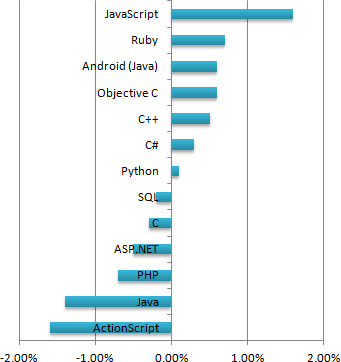 JavaScript
Ruby
Android (Java)
Objective C
C++
C#
Python
SQL
C
ASP.NET
PHP
Java
ActionScript
-2.00% -1.00% 0.00% 1.00% 2.00%